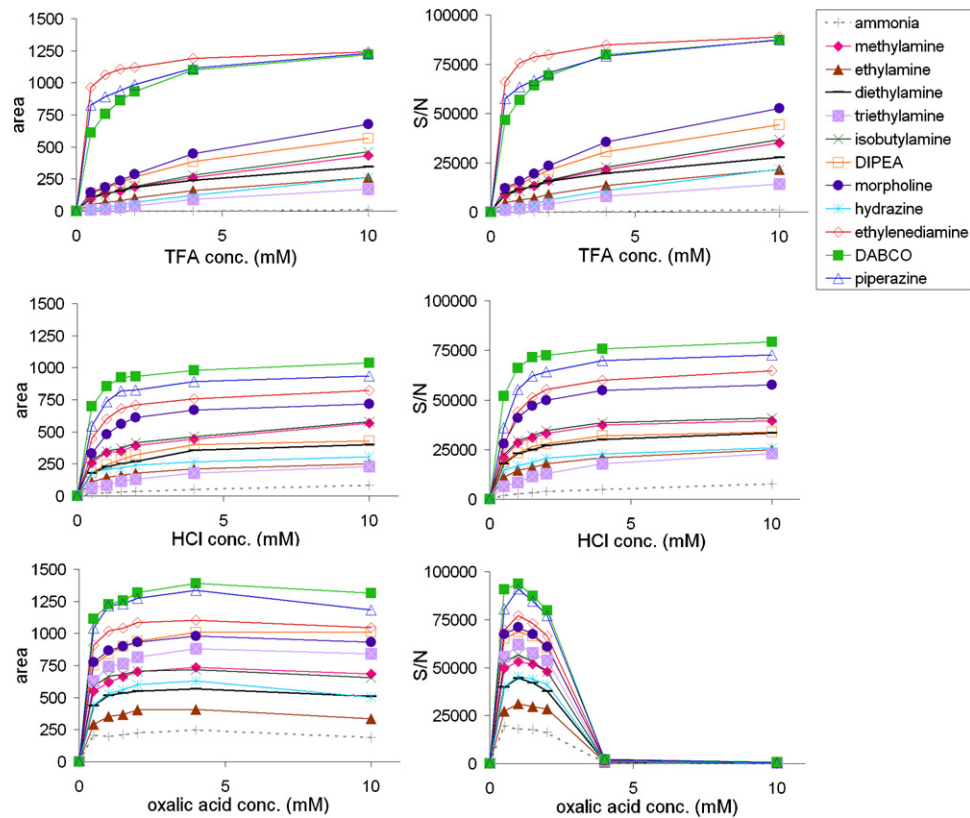 1500
1250
1000
750
500
250
0
area
0
5
10
TFA conc. (mM)
100000
75000
50000
25000
0
S/N
0
5
10
TFA conc. (mM)
ammonia
methylamine
ethylamine
diethylamine
triethylamine
isobutylamine
DIPEA
morpholine
hydrazine
ethylenediamine
DABCO
piperazine
1500
1250
1000
750
500
250
0
area
0
5
10
HCl conc. (mM)
100000
75000
50000
25000
0
S/N
0
5
10
HCl conc. (mM)
1500
1250
1000
750
500
250
0
area
0
5
10
oxalic acid conc. (mM)
100000
75000
50000
25000
0
S/N
0
5
10
oxalic acid conc. (mM)